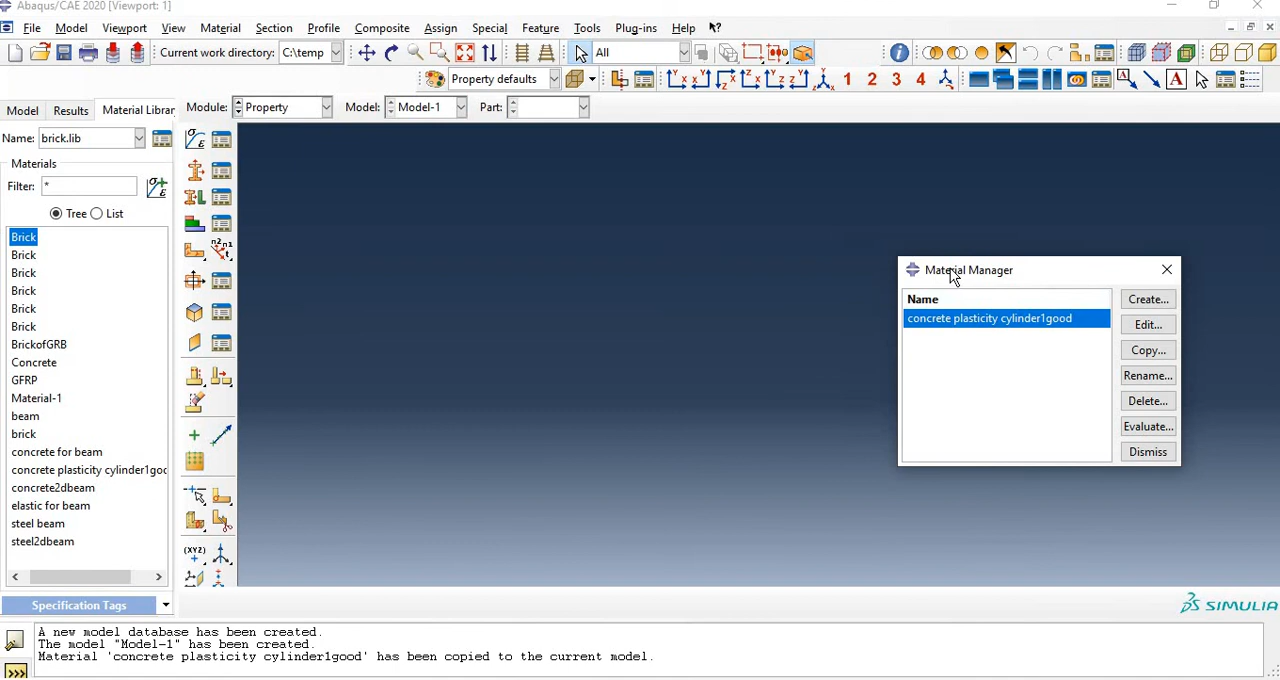 Abaqus/CAE 2020 [Viewport: 1]
File Model Viewport View Material Section Profile Composite Assign Special Feature Tools Plug-ins Help
Current work directory: C:\temp All
Property defaults 1 2 3 4 A A
Model Results Material Librar Module: Property Model: Model-1 Part:
Name: brick.lib
Materials
Filter: *
Tree List
Brick
Brick
Brick
Brick
Brick
Brick
BrickofGRB
Concrete
GFRP
Material-1
beam
brick
concrete for beam
concrete plasticity cylinder1goo
concrete2dbeam
elastic for beam
steel beam
steel2dbeam
Specification Tags
Material Manager
Name
concrete plasticity cylinder1good
Create...
Edit...
Copy...
Rename...
Delete...
Evaluate...
Dismiss
SIMULIA
A new model database has been created.
The model "Model-1" has been created.
Material 'concrete plasticity cylinder1good' has been copied to the current model.